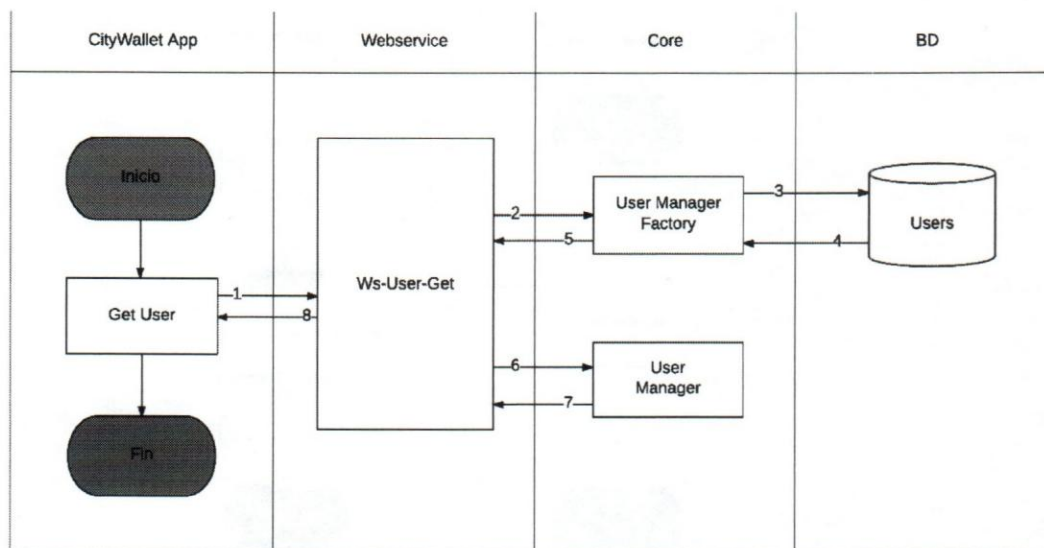 CityWallet App
Webservice
Core
BD
Inicio
Get User
Fin
1
8
Ws-User-Get
2
5
6
7
User Manager
Factory
3
4
Users
User
Manager